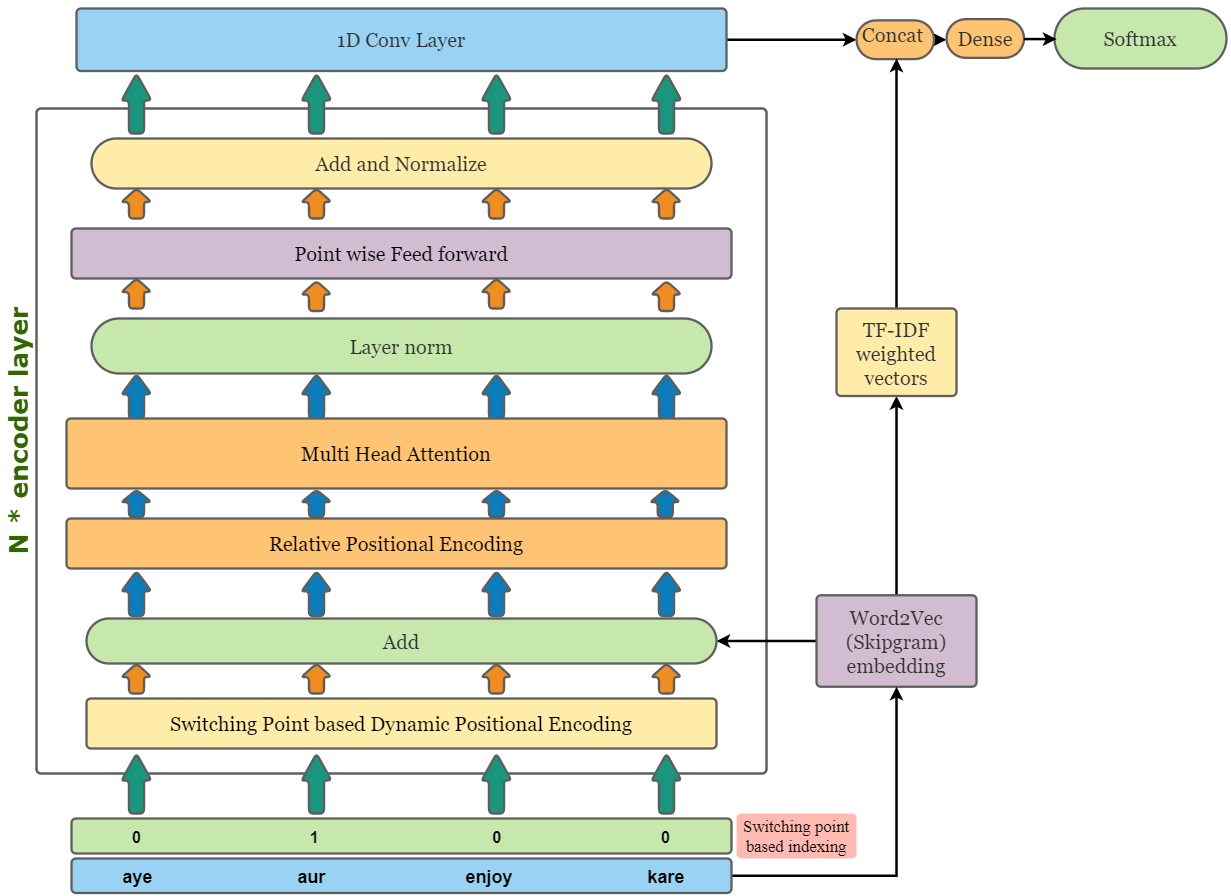 1D Conv Layer
Concat
Dense
Softmax
Add and Normalize
Point wise Feed forward
Layer norm
Multi Head Attention
Relative Positional Encoding
Add
Switching Point based Dynamic Positional Encoding
N * encoder layer
TF-IDF
weighted
vectors
Word2Vec
(Skipgram)
embedding
0 1 0 0
Switching point
based indexing
aye aur enjoy kare